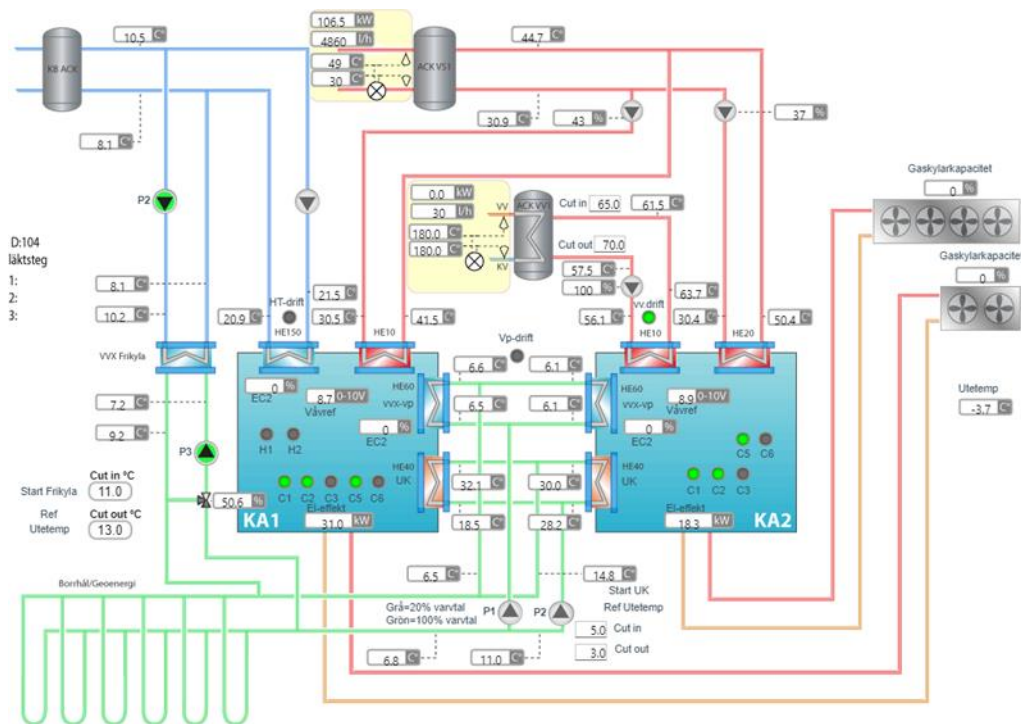 106.5 kW
10.5 C°
4860 l/h
44.7 C°
49 C°
KB ACK
ACK VS1
30 C°
30.9 C°
43 %
37 %
8.1 C°
Gaskylarkapacitet
0 %
0.0 kW
Cut in 65.0
61.5 C°
P2
30 l/h
VV
ACK VV1
180.0 C°
180.0 C°
Cut out 70.0
D:104
läktsteg
KV
57.5 C°
Gaskylarkapacitet
0 %
1:
8.1 C°
21.5 C°
100 %
63.7 C°
2:
HT-drift
vv.drift
3:
10.2 C°
20.9 C°
30.5 C°
41.5 C°
56.1 C°
30.4 C°
50.4 C°
HE150
HE10
HE10
HE20
Vp-drift
VVX Frikyla
6.6 C°
6.1 C°
0 %
EC2
8.7 0-10V
Våvref
HE60
vvx-vp
HE60
vvx-vp
8.9 0-10V
Våvref
Utetemp
-3.7 C°
7.2 C°
6.5 C°
6.1 C°
0 %
EC2
0 %
EC2
9.2 C°
H1
H2
C5
C6
P3
HE40
UK
HE40
UK
Cut in ºC
Start Frikyla
11.0
32.1 C°
30.0 C°
C1
C2
C3
C5
C6
C1
C2
C3
50.6 %
Ref
Utetemp
Cut out ºC
13.0
El-effekt
31.0 kW
KA1
18.5 C°
28.2 C°
El-effekt
18.3 kW
KA2
6.5 C°
14.8 C°
Borrhål/Geoenergi
Start UK
Grå=20% varvtal
Grön=100% varvtal
P1
P2
Ref Utetemp
5.0 Cut in
3.0 Cut out
6.8 C°
11.0 C°